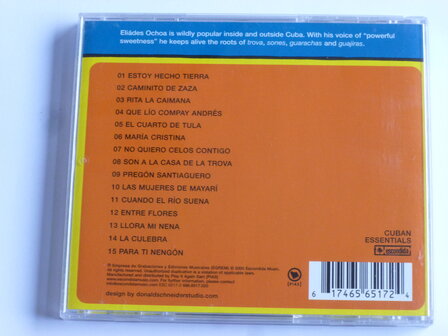 Eliádes Ochoa is wildly popular inside and outside Cuba. With his voice of "powerful
sweetness" he keeps alive the roots of trova, sones, guarachas and guajiras.
01 ESTOY HECHO TIERRA
02 CAMINITO DE ZAZA
03 RITA LA CAIMANA
04 QUE LÍO COMPAY ANDRÉS
05 EL CUARTO DE TULA
06 MARÍA CRISTINA
07 NO QUIERO CELOS CONTIGO
08 SON A LA CASA DE LA TROVA
09 PREGÓN SANTIAGUERO
10 LAS MUJERES DE MAYARÍ
11 CUANDO EL RÍO SUENA
12 ENTRE FLORES
13 LLORA MI NENA
14 LA CULEBRA
15 PARA TI NENGÓN
CUBAN
ESSENTIALS
escondida
design by donaldschneiderstudio.com
6 17465 65172 4